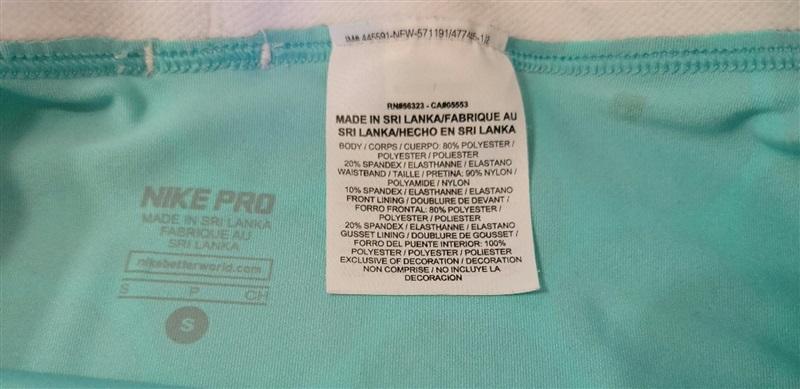 RN#56323 - CA#05553
MADE IN SRI LANKA/FABRIQUE AU
SRI LANKA/HECHO EN SRI LANKA
BODY / CORPS / CUERPO: 80% POLYESTER /
POLYESTER / POLIESTER
20% SPANDEX / ELASTHANNE / ELASTANO
WAISTBAND / TAILLE / PRETINA: 90% NYLON /
POLYAMIDE / NYLON
10% SPANDEX / ELASTHANNE / ELASTANO
FRONT LINING / DOUBLURE DE DEVANT /
FORRO FRONTAL: 80% POLYESTER /
POLYESTER / POLIESTER
20% SPANDEX / ELASTHANNE / ELASTANO
GUSSET LINING / DOUBLURE DE GOUSSET /
FORRO DEL PUENTE INTERIOR: 100%
POLYESTER / POLYESTER / POLIESTER
EXCLUSIVE OF DECORATION / DECORATION
NON COMPRISE / NO INCLUYE LA
DECORACION
NIKE PRO
MADE IN SRI LANKA
FABRIQUE AU
SRI LANKA
nikebetterworld.com
S P CH
S